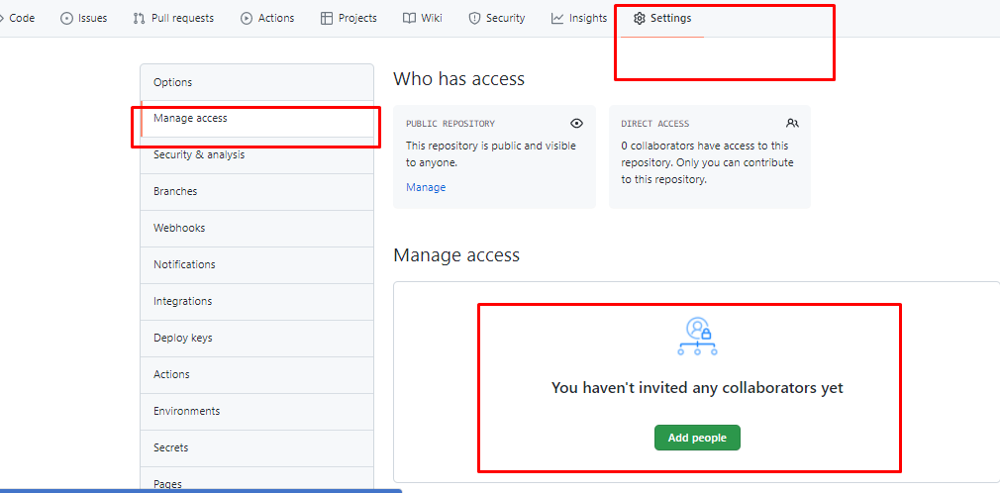 Code Issues Pull requests Actions Projects Wiki Security Insights Settings
Options
Manage access
Security & analysis
Branches
Webhooks
Notifications
Integrations
Deploy keys
Actions
Environments
Secrets
Pages
Who has access
PUBLIC REPOSITORY
This repository is public and visible
to anyone.
Manage
DIRECT ACCESS
0 collaborators have access to this
repository. Only you can contribute
to this repository.
Manage access
You haven't invited any collaborators yet
Add people